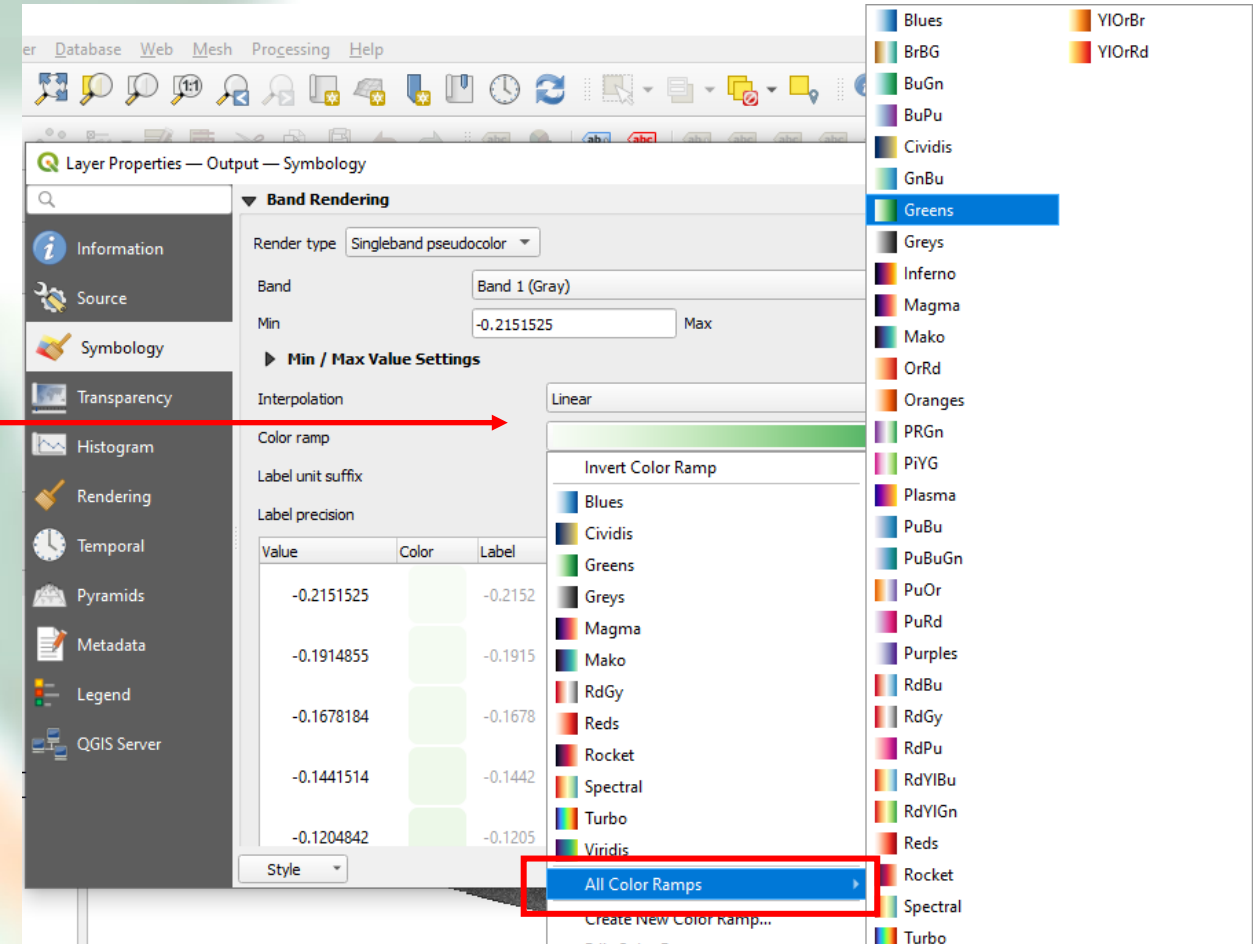 er Database Web Mesh Processing Help
1:1
abc
abc
Layer Properties — Output — Symbology
Information
Source
Symbology
Transparency
Histogram
Rendering
Temporal
Pyramids
Metadata
Legend
QGIS Server
Band Rendering
Render type Singleband pseudocolor
Band Band 1 (Gray)
Min -0.2151525 Max
Min / Max Value Settings
Interpolation Linear
Color ramp
Label unit suffix
Label precision
Value Color Label
-0.2151525 -0.2152
-0.1914855 -0.1915
-0.1678184 -0.1678
-0.1441514 -0.1442
-0.1204842 -0.1205
Style
Invert Color Ramp
Blues
Cividis
Greens
Greys
Magma
Mako
RdGy
Reds
Rocket
Spectral
Turbo
Viridis
All Color Ramps
Create New Color Ramp...
Blues
BrBG
BuGn
BuPu
Cividis
GnBu
Greens
Greys
Inferno
Magma
Mako
OrRd
Oranges
PRGn
PiYG
Plasma
PuBu
PuBuGn
PuOr
PuRd
Purples
RdBu
RdGy
RdPu
RdYlBu
RdYlGn
Reds
Rocket
Spectral
Turbo
YlOrBr
YlOrRd